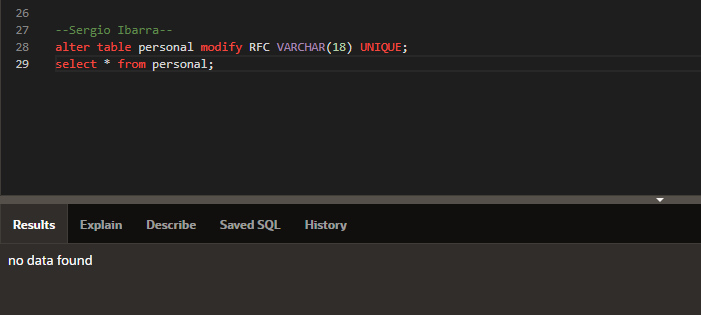 26
27 --Sergio Ibarra--
28 alter table personal modify RFC VARCHAR(18) UNIQUE;
29 select * from personal;
Results Explain Describe Saved SQL History
no data found